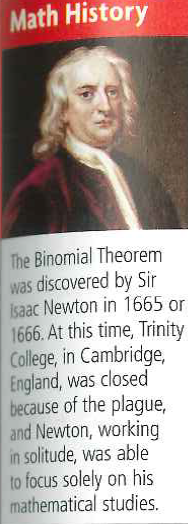 Math History
The Binomial Theorem
was discovered by Sir
Isaac Newton in 1665 or
1666. At this time, Trinity
College, in Cambridge,
England, was closed
because of the plague,
and Newton, working
in solitude, was able
to focus solely on his
mathematical studies.